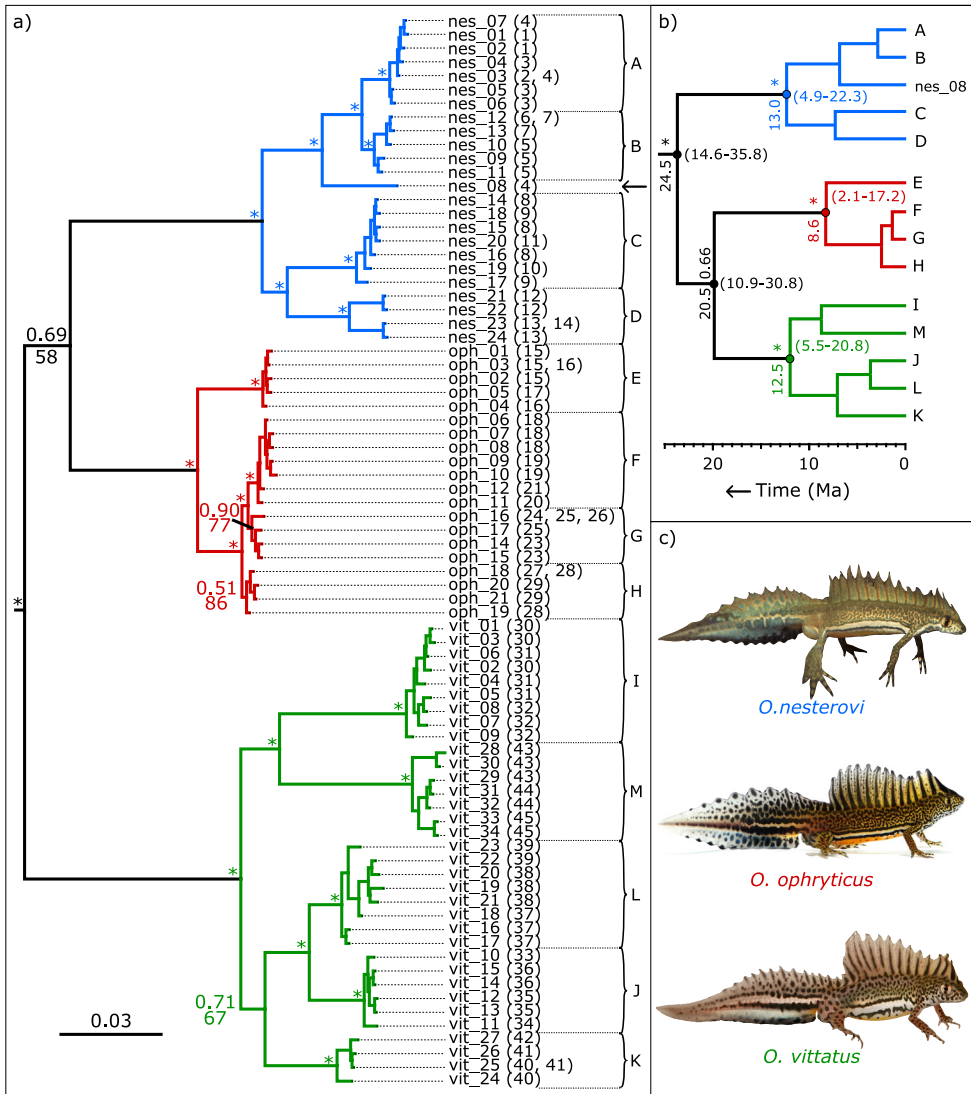 a)
nes_07 (4)
nes_01 (1)
nes_02 (1)
nes_04 (3)
nes_03 (2, 4)
nes_05 (3)
nes_06 (3)
A
nes_12 (6, 7)
nes_13 (7)
nes_10 (5)
nes_09 (5)
nes_11 (5)
B
nes_08 (4)
nes_14 (8)
nes_18 (9)
nes_15 (8)
nes_20 (11)
nes_16 (8)
nes_19 (10)
nes_17 (9)
C
nes_21 (12)
nes_22 (12)
nes_23 (13, 14)
nes_24 (13)
D
oph_01 (15)
oph_03 (15, 16)
oph_02 (15)
oph_05 (17)
oph_04 (16)
E
oph_06 (18)
oph_07 (18)
oph_08 (18)
oph_09 (19)
oph_10 (19)
oph_12 (21)
oph_11 (20)
F
oph_16 (24, 25, 26)
oph_17 (25)
oph_14 (23)
oph_15 (23)
G
oph_18 (27, 28)
oph_20 (29)
oph_21 (29)
oph_19 (28)
H
vit_01 (30)
vit_03 (30)
vit_06 (31)
vit_02 (30)
vit_04 (31)
vit_05 (31)
vit_08 (32)
vit_07 (32)
vit_09 (32)
I
vit_28 (43)
vit_30 (43)
vit_29 (43)
vit_31 (44)
vit_32 (44)
vit_33 (45)
vit_34 (45)
M
vit_23 (39)
vit_22 (39)
vit_20 (38)
vit_19 (38)
vit_21 (38)
vit_18 (37)
vit_16 (37)
vit_17 (37)
L
vit_10 (33)
vit_15 (36)
vit_14 (36)
vit_12 (35)
vit_13 (35)
vit_11 (34)
J
vit_27 (42)
vit_26 (41)
vit_25 (40, 41)
vit_24 (40)
K
0.69
58
0.90
77
0.51
86
0.71
67
0.03
b)
A
B
nes_08
C
D
E
F
G
H
I
M
J
L
K
13.0
(4.9-22.3)
24.5
(14.6-35.8)
8.6
(2.1-17.2)
20.5
0.66
(10.9-30.8)
12.5
(5.5-20.8)
20
10
0
← Time (Ma)
c)
O.nesterovi
O. ophryticus
O. vittatus